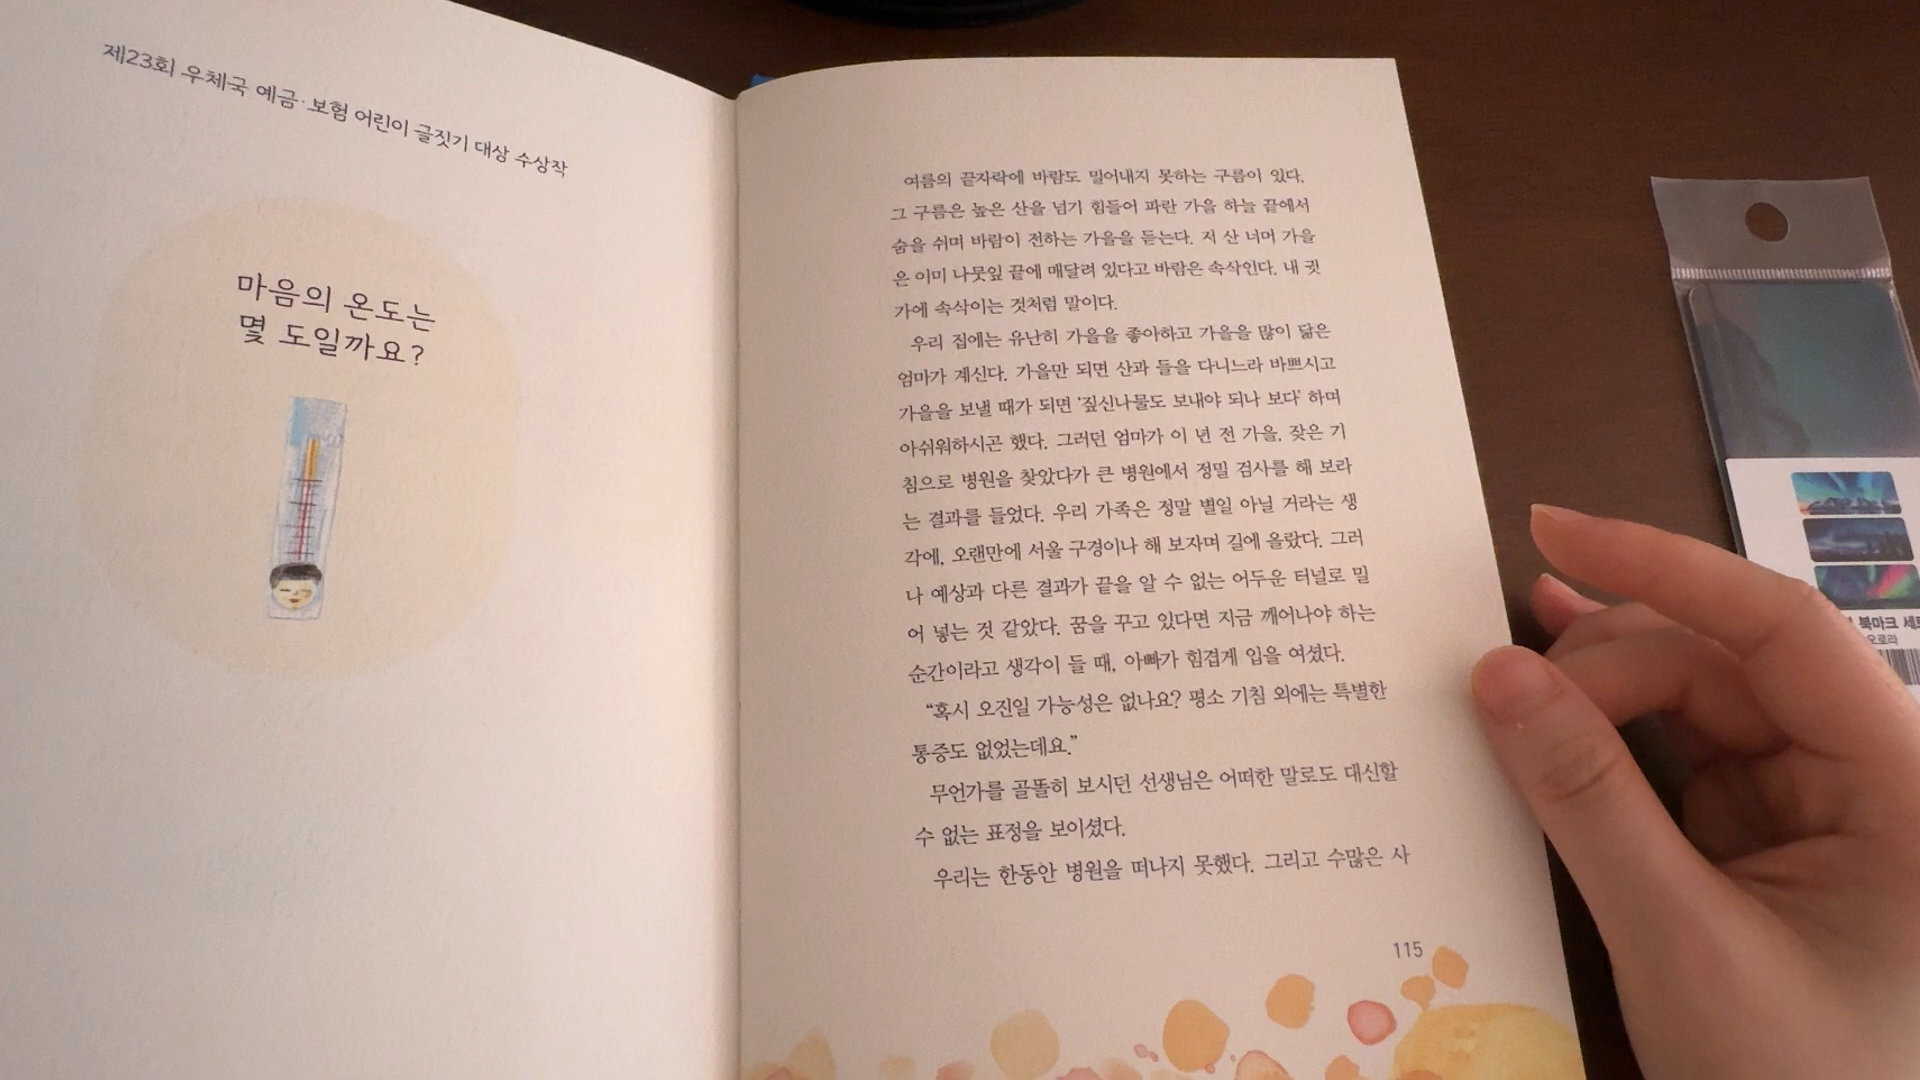 제23회 우체국 예금·보험 어린이 글짓기 대상 수상작
마음의 온도는
몇 도일까요?
여름의 끝자락에 바람도 밀어내지 못하는 구름이 있다.
그 구름은 높은 산을 넘기 힘들어 파란 가을 하늘 끝에서
숨을 쉬며 바람이 전하는 가을을 듣는다. 저 산 너머 가을
은 이미 나뭇잎 끝에 매달려 있다고 바람은 속삭인다. 내 귓
가에 속삭이는 것처럼 말이다.
우리 집에는 유난히 가을을 좋아하고 가을을 많이 닮은
엄마가 계신다. 가을만 되면 산과 들을 다니느라 바쁘시고
가을을 보낼 때가 되면 '짚신나물도 보내야 되나 보다' 하며
아쉬워하시곤 했다. 그러던 엄마가 이 년 전 가을, 잦은 기
침으로 병원을 찾았다가 큰 병원에서 정밀 검사를 해 보라
는 결과를 들었다. 우리 가족은 정말 별일 아닐 거라는 생
각에, 오랜만에 서울 구경이나 해 보자며 길에 올랐다. 그러
나 예상과 다른 결과가 끝을 알 수 없는 어두운 터널로 밀
어 넣는 것 같았다. 꿈을 꾸고 있다면 지금 깨어나야 하는
순간이라고 생각이 들 때, 아빠가 힘겹게 입을 여셨다.
“혹시 오진일 가능성은 없나요? 평소 기침 외에는 특별한
통증도 없었는데요.”
무언가를 골똘히 보시던 선생님은 어떠한 말로도 대신할
수 없는 표정을 보이셨다.
우리는 한동안 병원을 떠나지 못했다. 그리고 수많은 사
115
북마크 세트
오로라